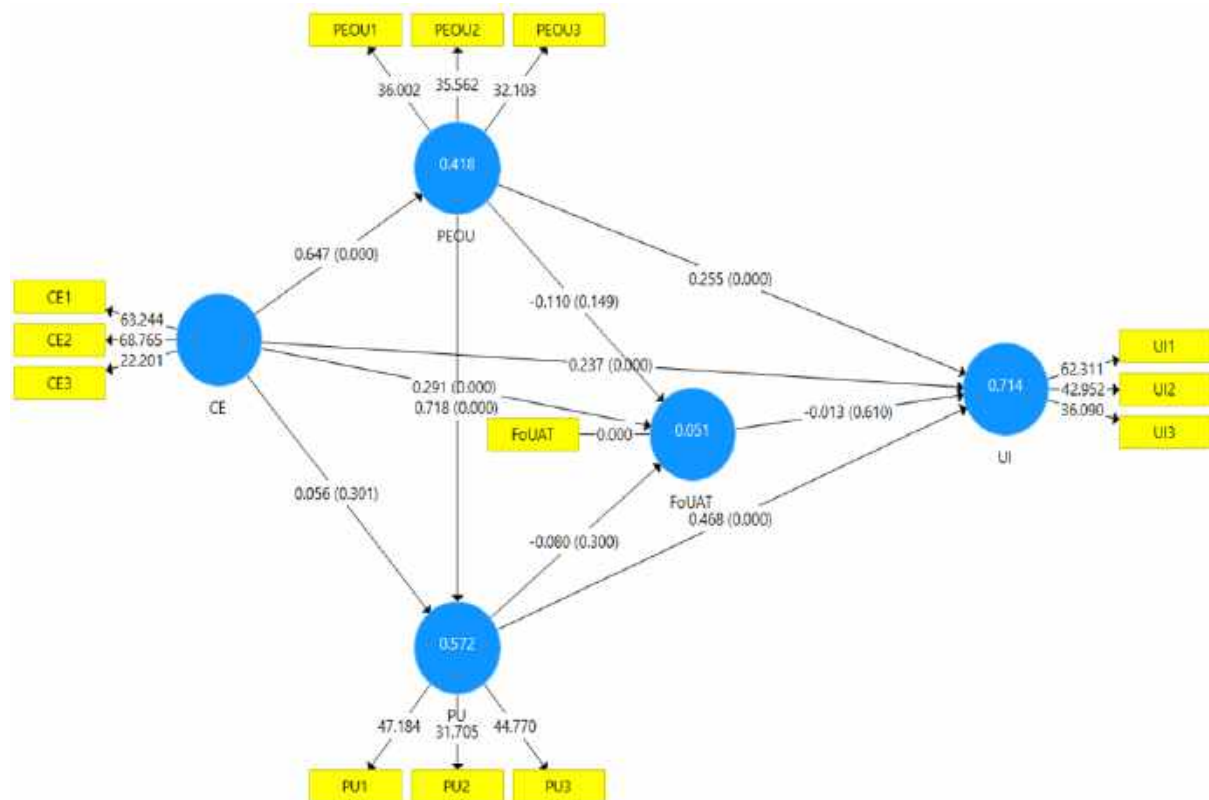 PEOU1 PEOU2 PEOU3
36.002 35.562 32.103
0.418
PEOU
0.647 (0.000)
0.255 (0.000)
-0.110 (0.149)
CE1
CE2
CE3
63.244
68.765
22.201
CE
0.237 (0.000)
0.291 (0.000)
0.718 (0.000)
FoUAT
0.000
0.051
FoUAT
-0.013 (0.610)
0.714
UI
62.311
42.952
36.090
UI1
UI2
UI3
0.056 (0.301)
-0.080 (0.300)
0.468 (0.000)
0.572
PU
47.184 31.705 44.770
PU1 PU2 PU3